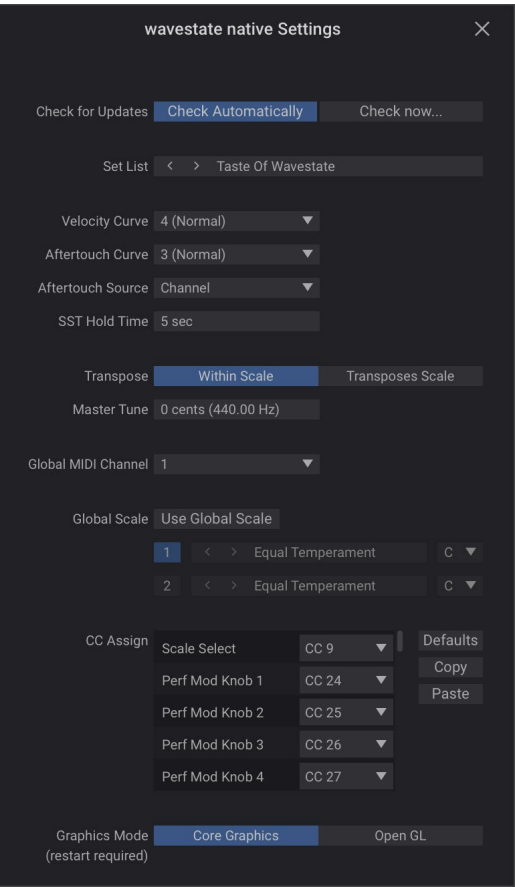 wavestate native Settings
Check for Updates Check Automatically Check now...
Set List < > Taste Of Wavestate
Velocity Curve 4 (Normal)
Aftertouch Curve 3 (Normal)
Aftertouch Source Channel
SST Hold Time 5 sec
Transpose Within Scale Transposes Scale
Master Tune 0 cents (440.00 Hz)
Global MIDI Channel 1
Global Scale Use Global Scale
1 < > Equal Temperament C
2 < > Equal Temperament C
CC Assign Scale Select CC 9 Defaults
Perf Mod Knob 1 CC 24 Copy
Perf Mod Knob 2 CC 25 Paste
Perf Mod Knob 3 CC 26
Perf Mod Knob 4 CC 27
Graphics Mode Core Graphics Open GL
(restart required)